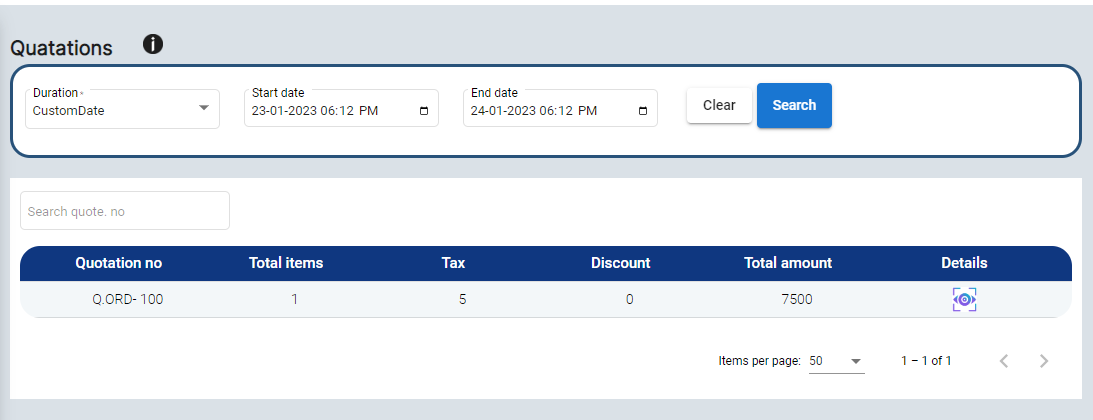 Quatations
Duration*
CustomDate
Start date
23-01-2023 06:12 PM
End date
24-01-2023 06:12 PM
Clear
Search
Search quote. no
Quotation no Total items Tax Discount Total amount Details
Q.ORD- 100 1 5 0 7500
Items per page: 50 1 – 1 of 1